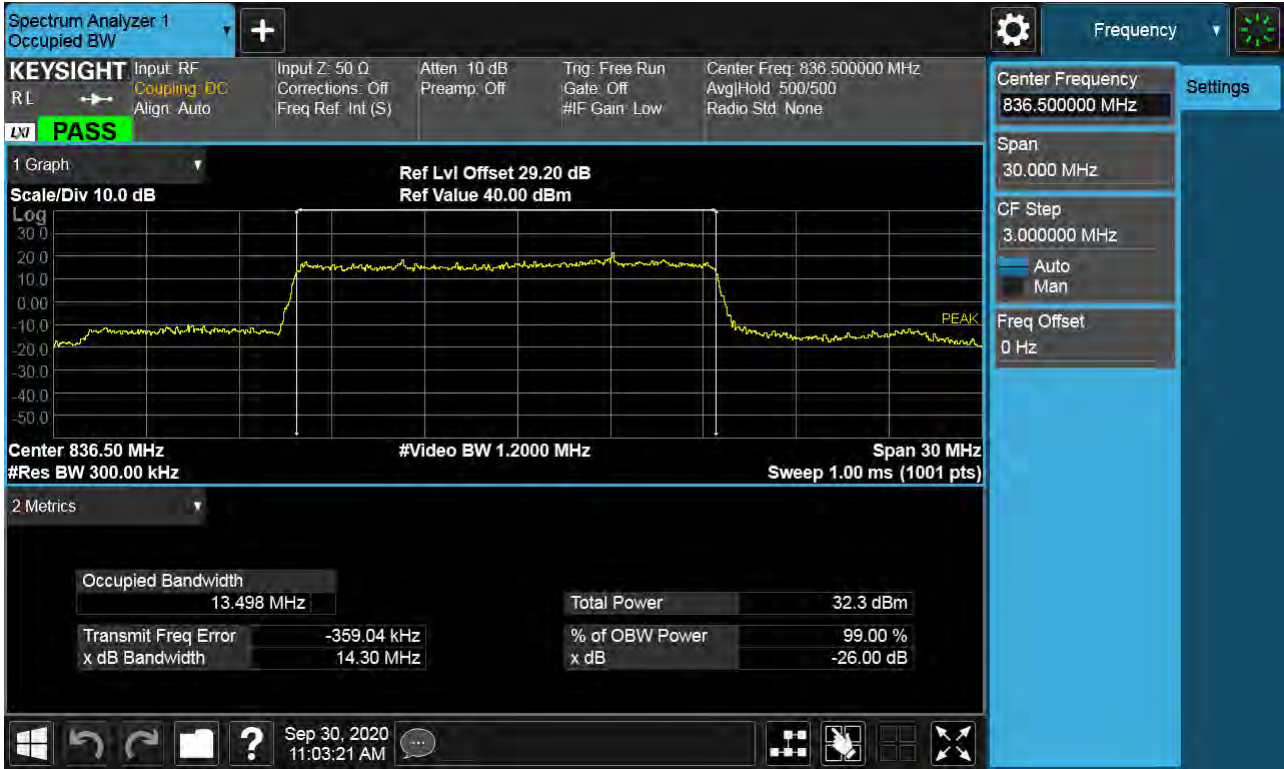 Spectrum Analyzer 1
Occupied BW
+
Frequency
KEYSIGHT
RL
LXI
PASS
Input: RF
Coupling: DC
Align: Auto
Input Z: 50 Ω
Corrections: Off
Freq Ref: Int (S)
Atten: 10 dB
Preamp: Off
Trig: Free Run
Gate: Off
#IF Gain: Low
Center Freq: 836.500000 MHz
Avg|Hold: 500/500
Radio Std: None
Center Frequency
836.500000 MHz
Settings
Span
30.000 MHz
CF Step
3.000000 MHz
Auto
Man
Freq Offset
0 Hz
1 Graph
Scale/Div 10.0 dB
Ref Lvl Offset 29.20 dB
Ref Value 40.00 dBm
Log
30.0
20.0
10.0
0.00
-10.0
-20.0
-30.0
-40.0
-50.0
PEAK
Center 836.50 MHz
#Video BW 1.2000 MHz
Span 30 MHz
#Res BW 300.00 kHz
Sweep 1.00 ms (1001 pts)
2 Metrics
Occupied Bandwidth
13.498 MHz
Transmit Freq Error -359.04 kHz
x dB Bandwidth 14.30 MHz
Total Power 32.3 dBm
% of OBW Power 99.00 %
x dB -26.00 dB
?
Sep 30, 2020
11:03:21 AM